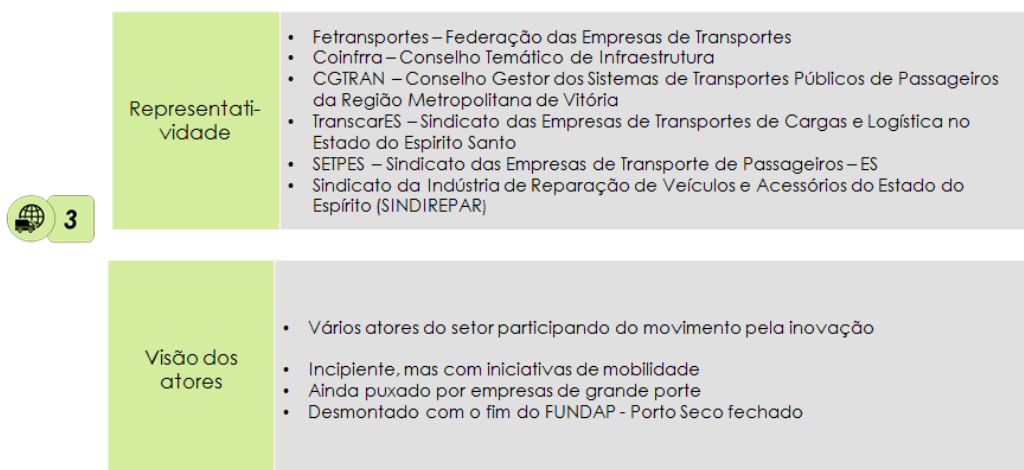 Representati-
vidade
• Fetransportes – Federação das Empresas de Transportes
• Coinfrra – Conselho Temático de Infraestrutura
• CGTRAN – Conselho Gestor dos Sistemas de Transportes Públicos de Passageiros
da Região Metropolitana de Vitória
• TranscarES – Sindicato das Empresas de Transportes de Cargas e Logística no
Estado do Espirito Santo
• SETPES – Sindicato das Empresas de Transporte de Passageiros – ES
• Sindicato da Indústria de Reparação de Veículos e Acessórios do Estado do
Espírito (SINDIREPAR)
3
Visão dos
atores
• Vários atores do setor participando do movimento pela inovação
• Incipiente, mas com iniciativas de mobilidade
• Ainda puxado por empresas de grande porte
• Desmontado com o fim do FUNDAP - Porto Seco fechado